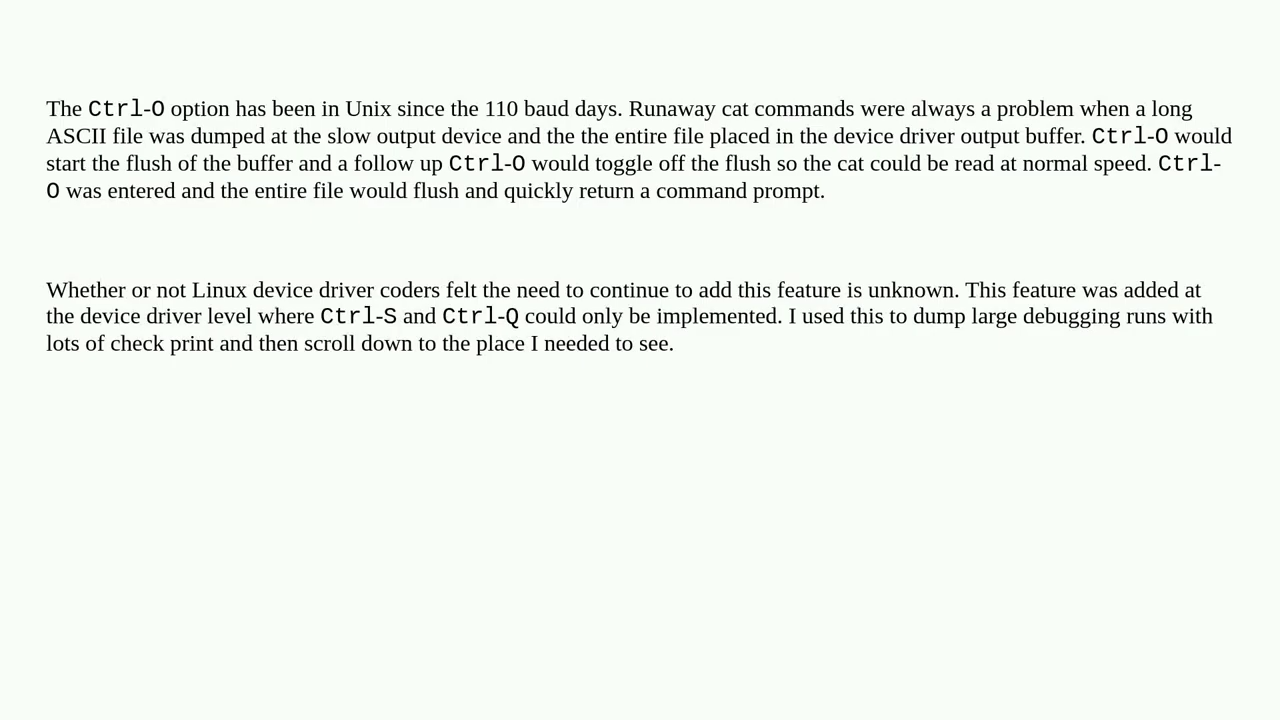 The Ctrl-O option has been in Unix since the 110 baud days. Runaway cat commands were always a problem when a long
ASCII file was dumped at the slow output device and the the entire file placed in the device driver output buffer. Ctrl-O would
start the flush of the buffer and a follow up Ctrl-O would toggle off the flush so the cat could be read at normal speed. Ctrl-
O was entered and the entire file would flush and quickly return a command prompt.
Whether or not Linux device driver coders felt the need to continue to add this feature is unknown. This feature was added at
the device driver level where Ctrl-S and Ctrl-Q could only be implemented. I used this to dump large debugging runs with
lots of check print and then scroll down to the place I needed to see.